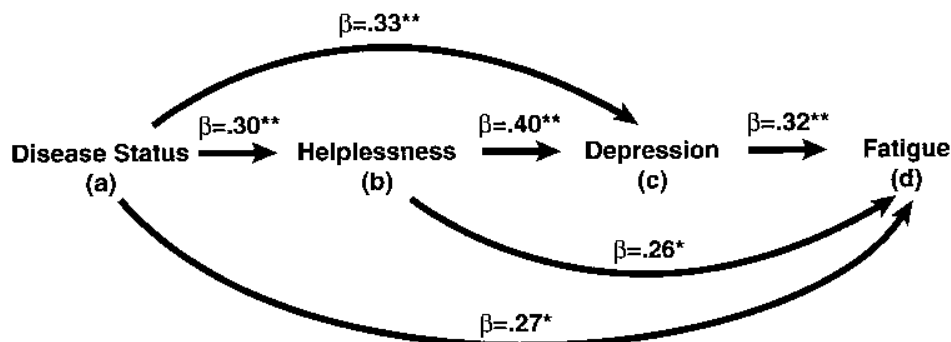 β=.33**
β=.30** β=.40** β=.32**
Disease Status Helplessness Depression Fatigue
(a) (b) (c) (d)
β=.26*
β=.27*